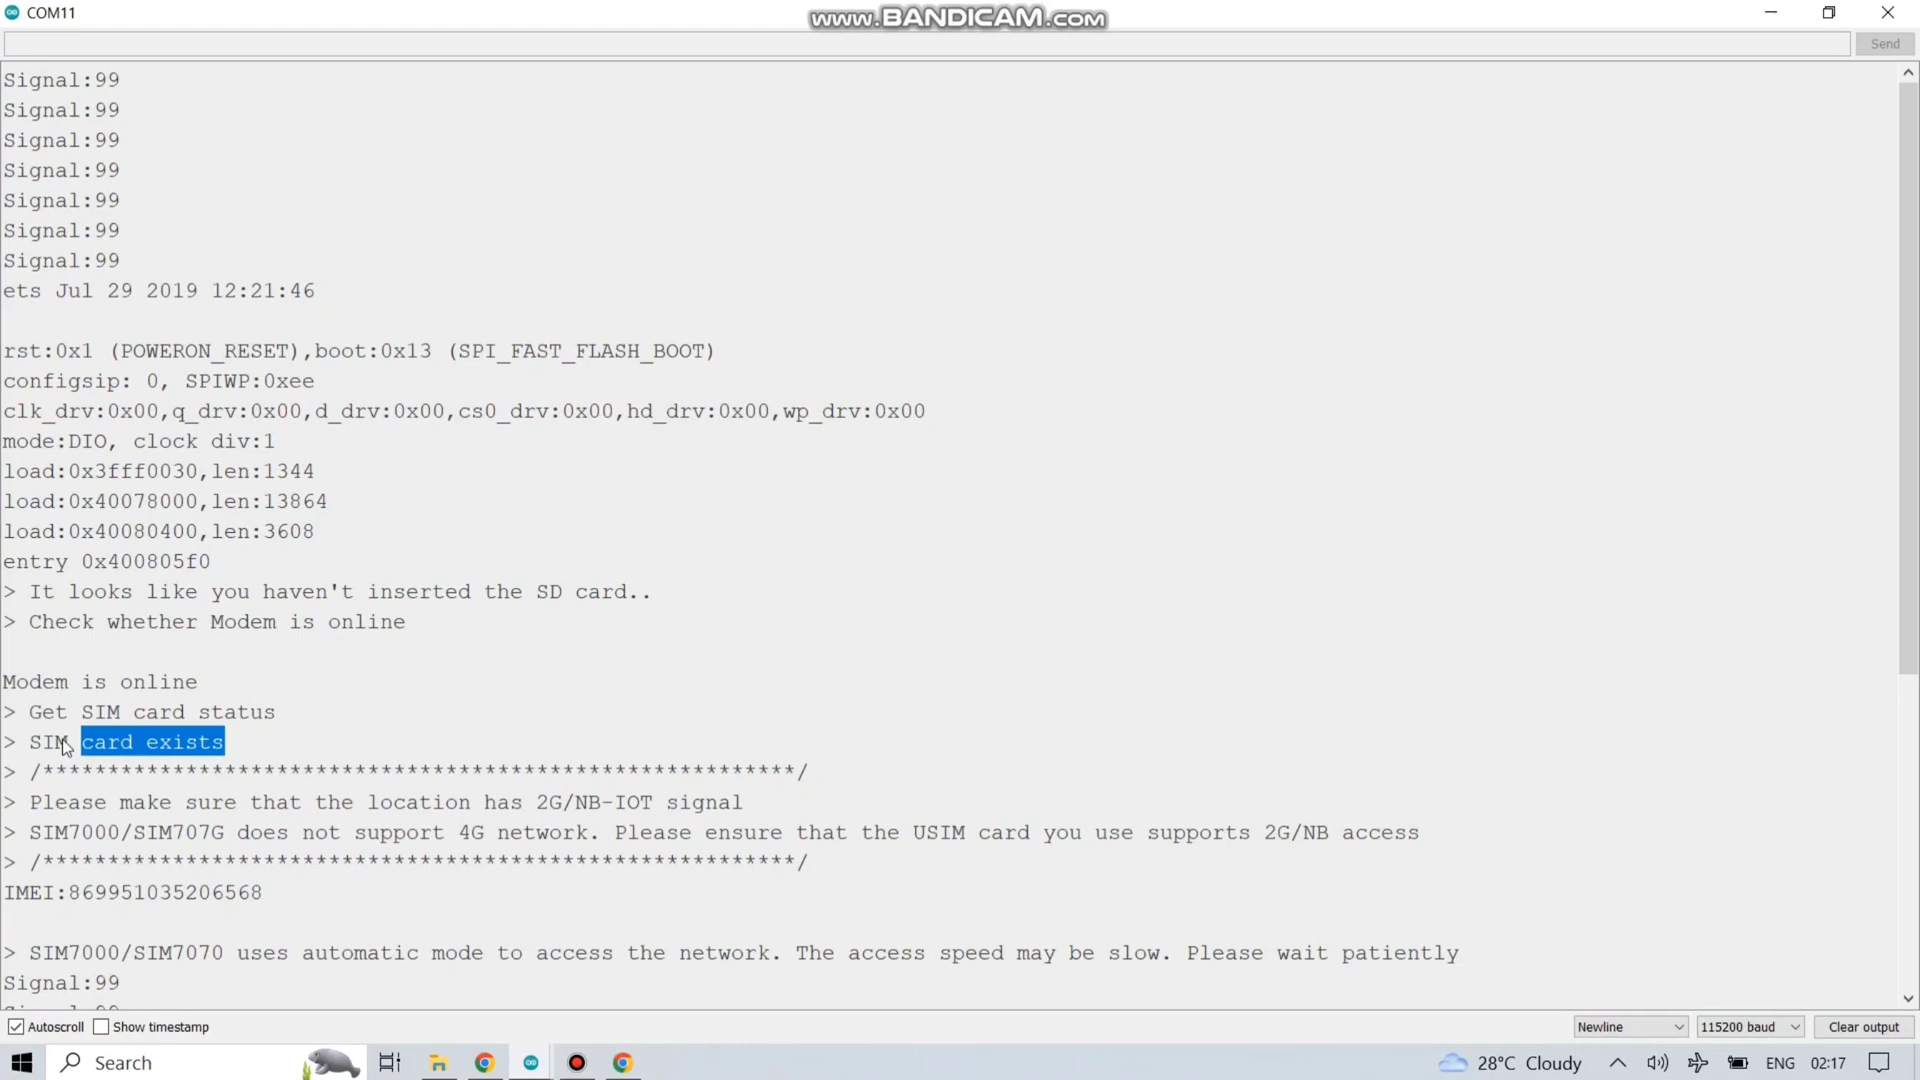 COM11
www.BANDICAM.com
Send
Signal:99
Signal:99
Signal:99
Signal:99
Signal:99
Signal:99
Signal:99
ets Jul 29 2019 12:21:46
rst:0x1 (POWERON_RESET),boot:0x13 (SPI_FAST_FLASH_BOOT)
configsip: 0, SPIWP:0xee
clk_drv:0x00,q_drv:0x00,d_drv:0x00,cs0_drv:0x00,hd_drv:0x00,wp_drv:0x00
mode:DIO, clock div:1
load:0x3fff0030,len:1344
load:0x40078000,len:13864
load:0x40080400,len:3608
entry 0x400805f0
> It looks like you haven't inserted the SD card..
> Check whether Modem is online
Modem is online
> Get SIM card status
> SIM card exists
> /**********************************************************/
> Please make sure that the location has 2G/NB-IOT signal
> SIM7000/SIM707G does not support 4G network. Please ensure that the USIM card you use supports 2G/NB access
> /**********************************************************/
IMEI:869951035206568
> SIM7000/SIM7070 uses automatic mode to access the network. The access speed may be slow. Please wait patiently
Signal:99
Autoscroll Show timestamp Newline 115200 baud Clear output
Search 28°C Cloudy ENG 02:17